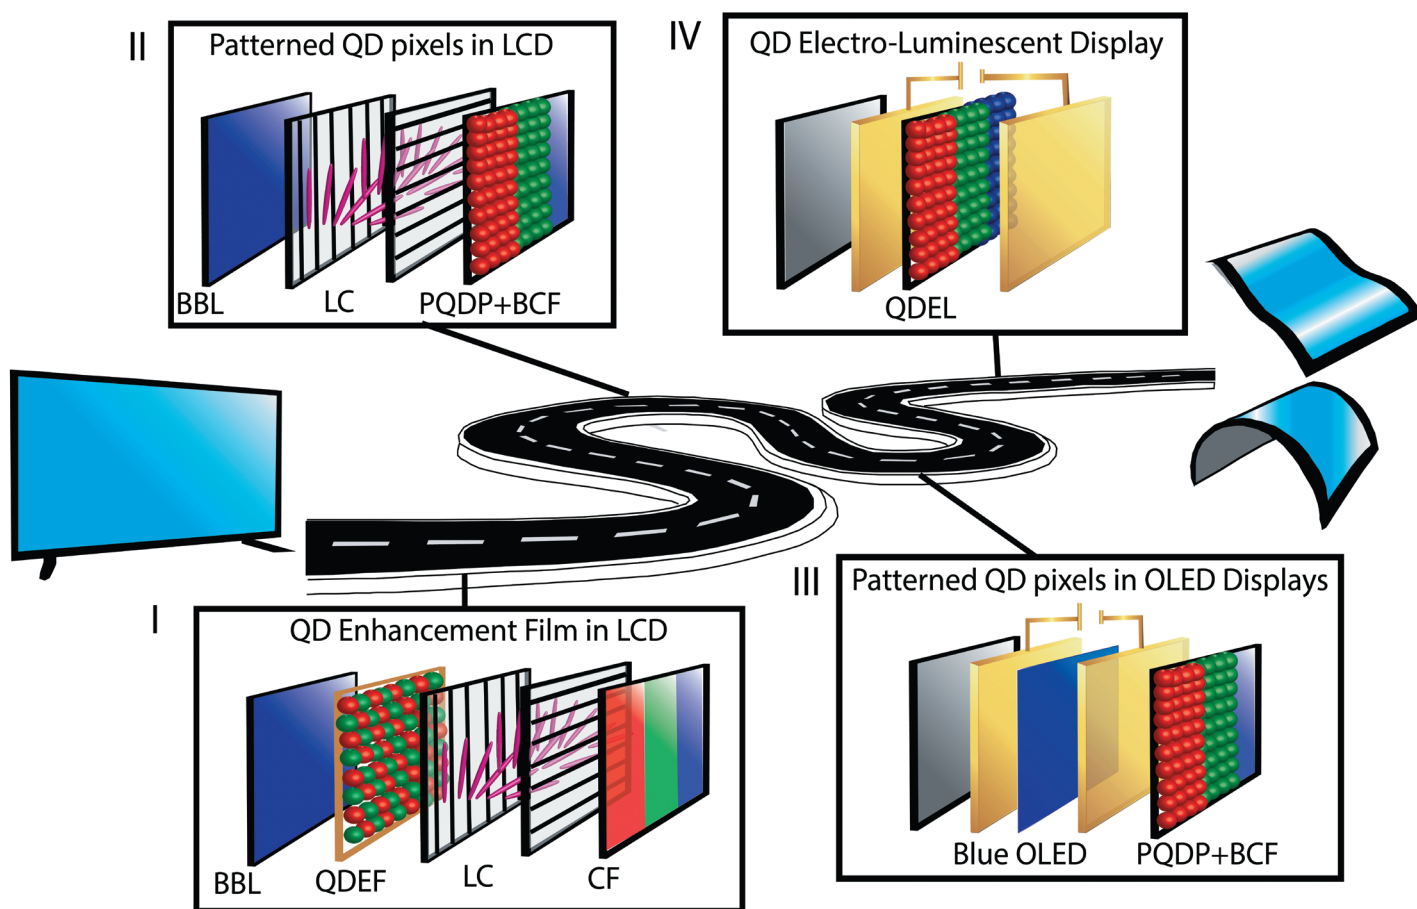 II
Patterned QD pixels in LCD
BBL
LC
PQDP+BCF
IV
QD Electro-Luminescent Display
QDEL
I
QD Enhancement Film in LCD
BBL
QDEF
LC
CF
III
Patterned QD pixels in OLED Displays
Blue OLED
PQDP+BCF